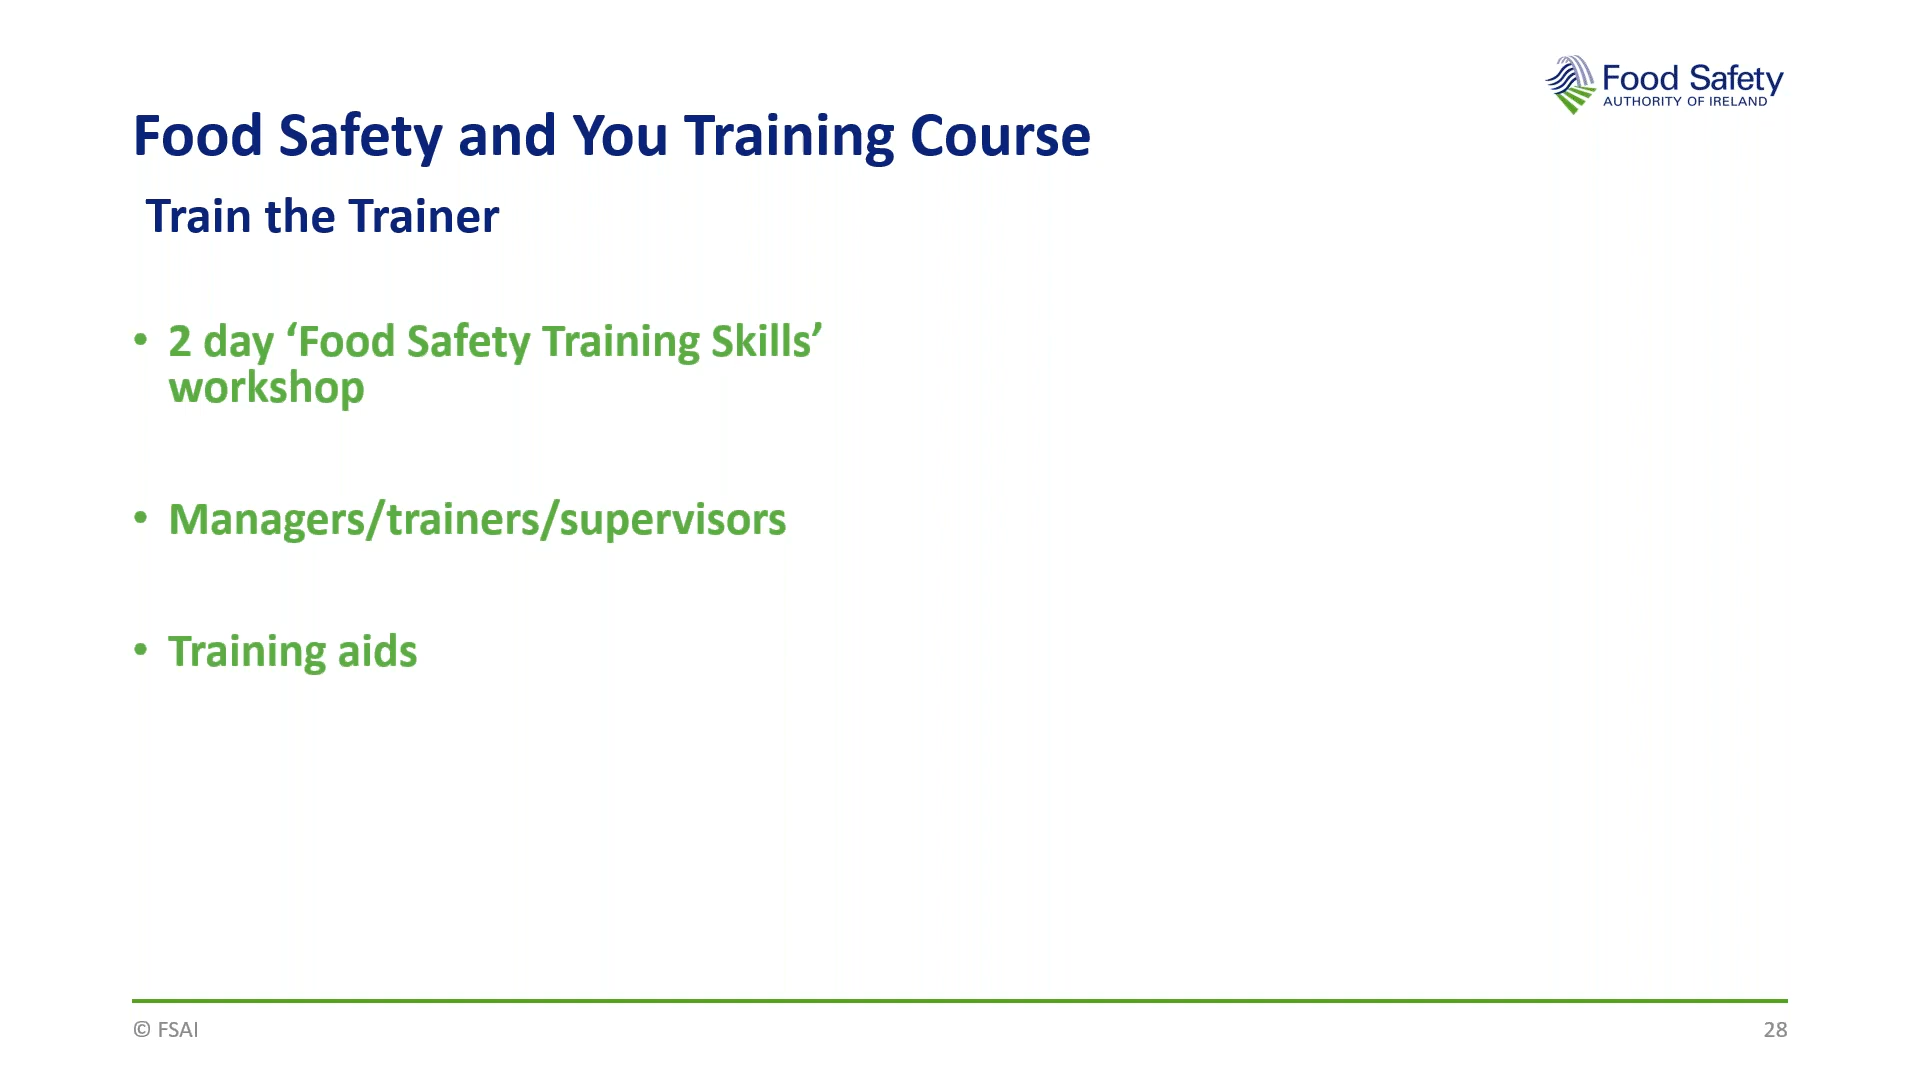 Food Safety
AUTHORITY OF IRELAND
Food Safety and You Training Course
Train the Trainer
• 2 day ‘Food Safety Training Skills’
workshop
• Managers/trainers/supervisors
• Training aids
© FSAI
28